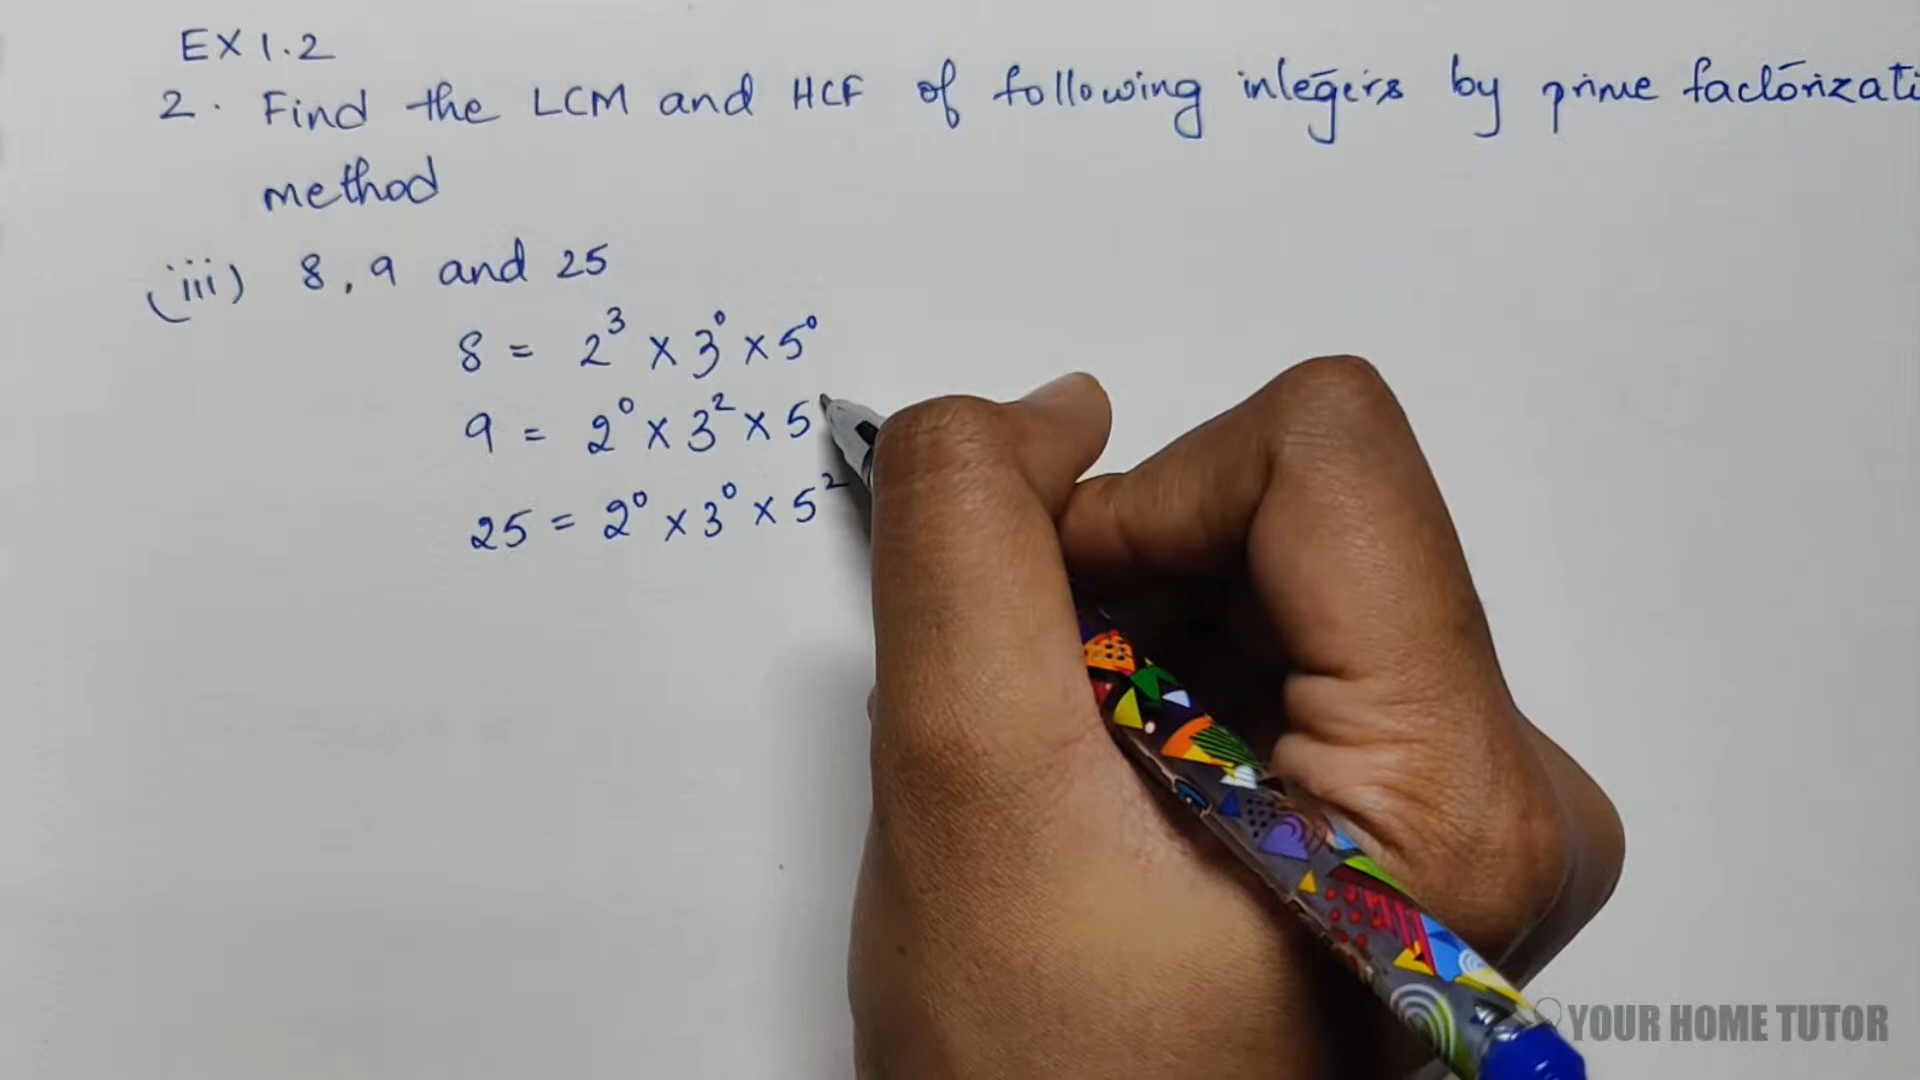 EX 1.2
2. Find the LCM and HCF of following integers by prime factorizati
method
(iii) 8, 9 and 25
8 = 2³ × 3⁰ × 5⁰
9 = 2⁰ × 3² × 5
25 = 2⁰ × 3⁰ × 5²
YOUR HOME TUTOR